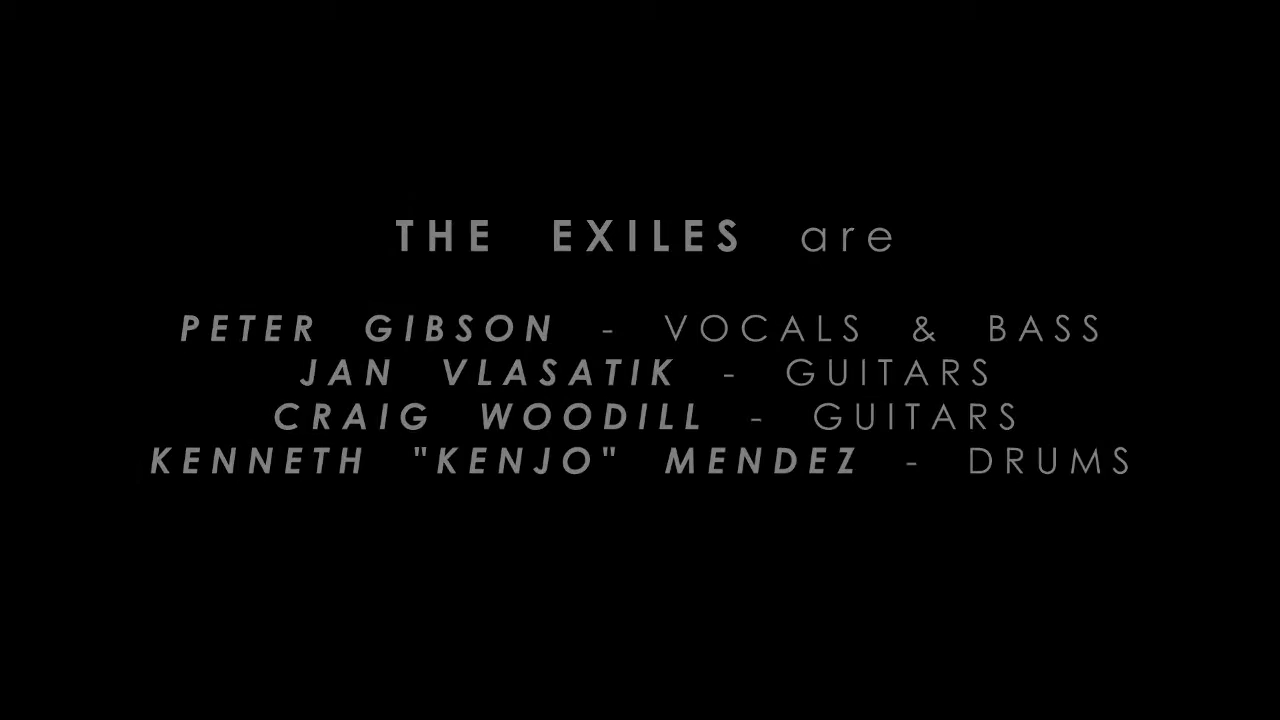 THE EXILES are
PETER GIBSON - VOCALS & BASS
JAN VLASATIK - GUITARS
CRAIG WOODILL - GUITARS
KENNETH "KENJO" MENDEZ - DRUMS